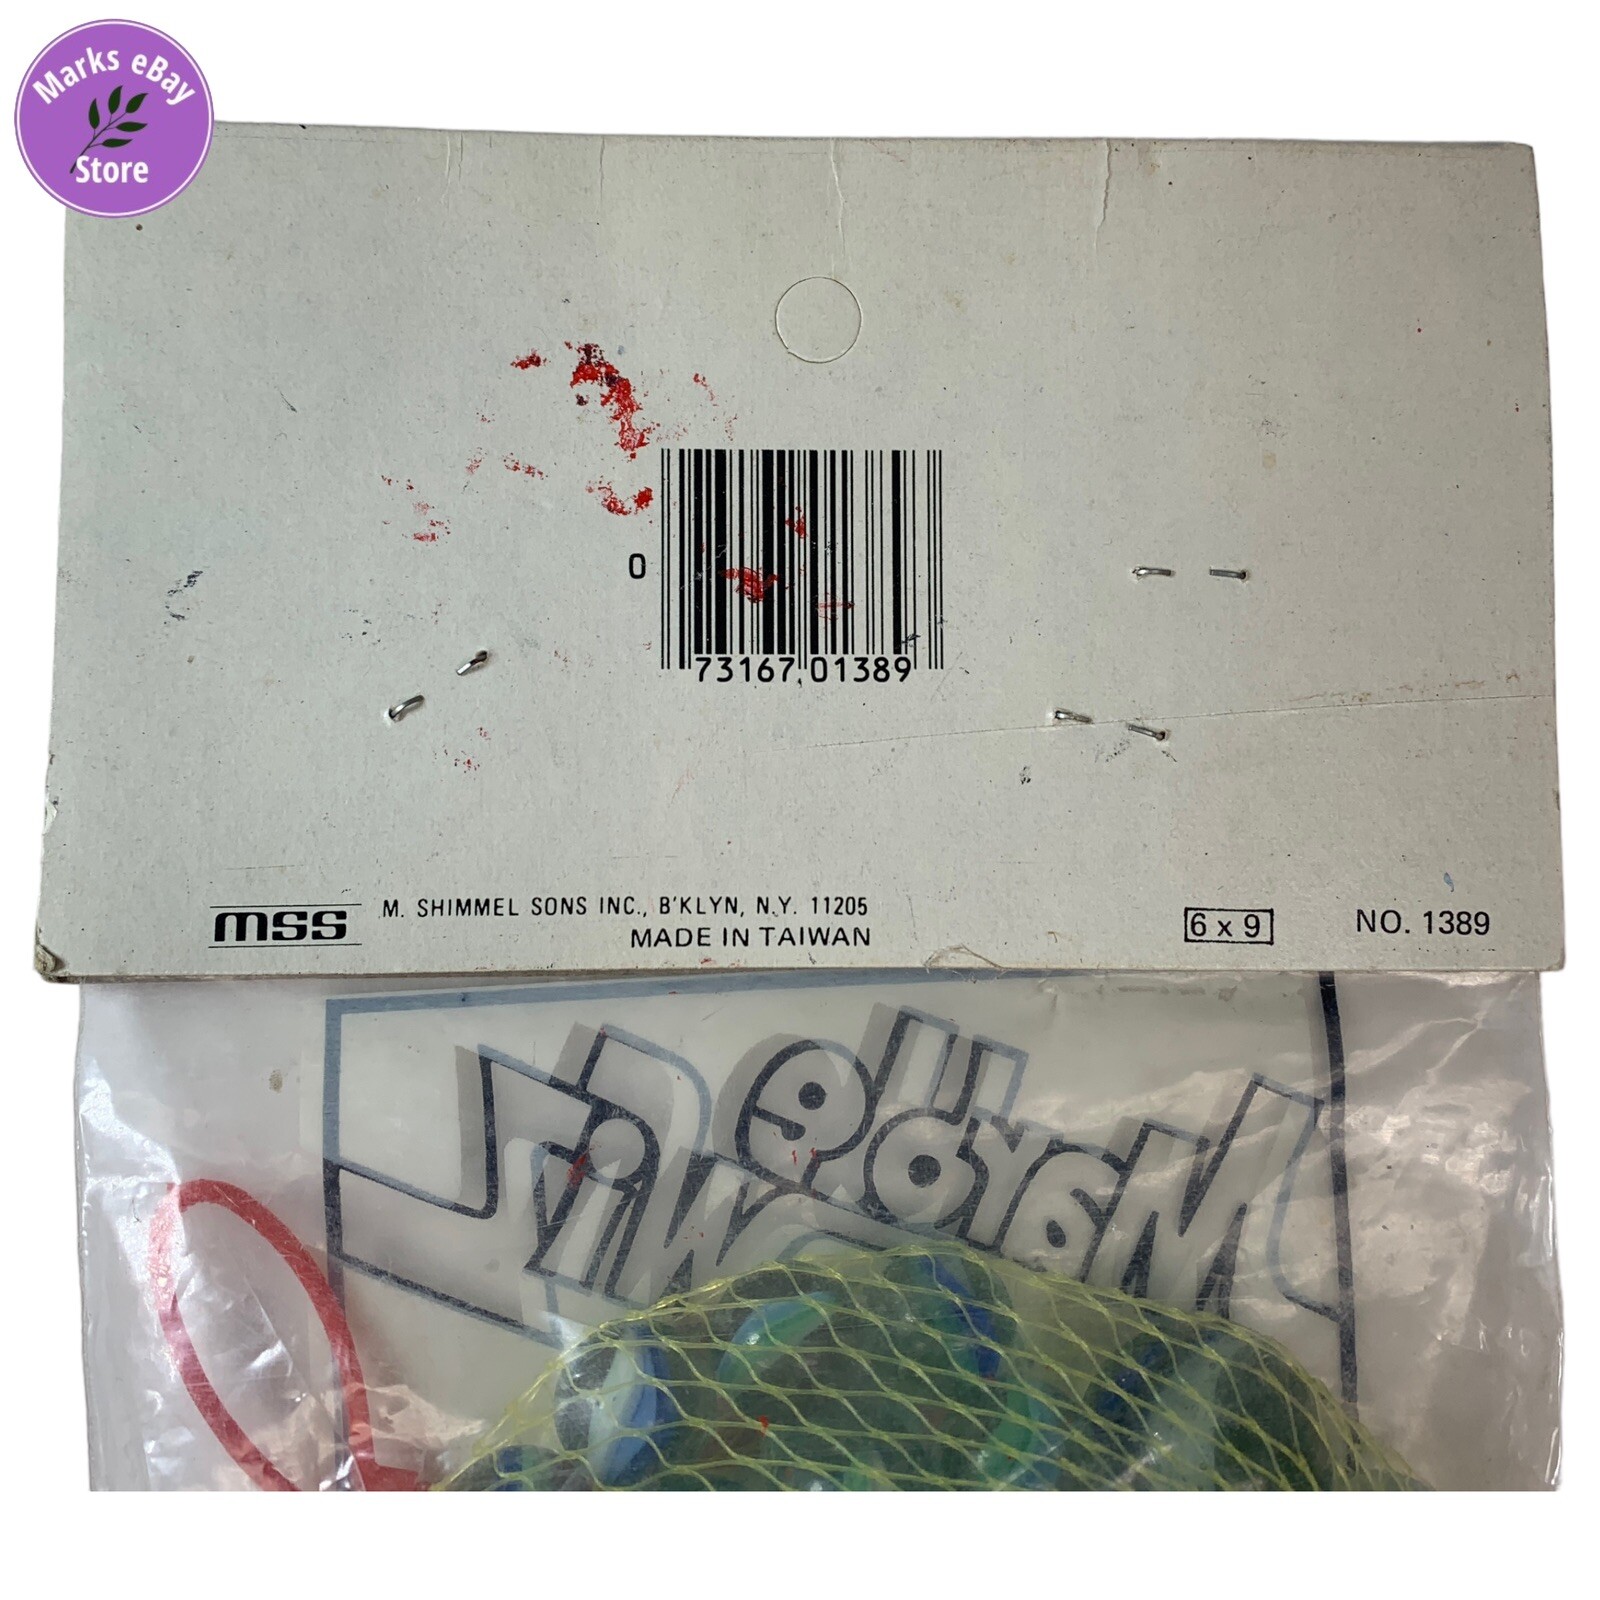 Marks eBay
Store
0
73167 01389
mss
M. SHIMMEL SONS INC., B'KLYN, N.Y. 11205
MADE IN TAIWAN
6 x 9
NO. 1389